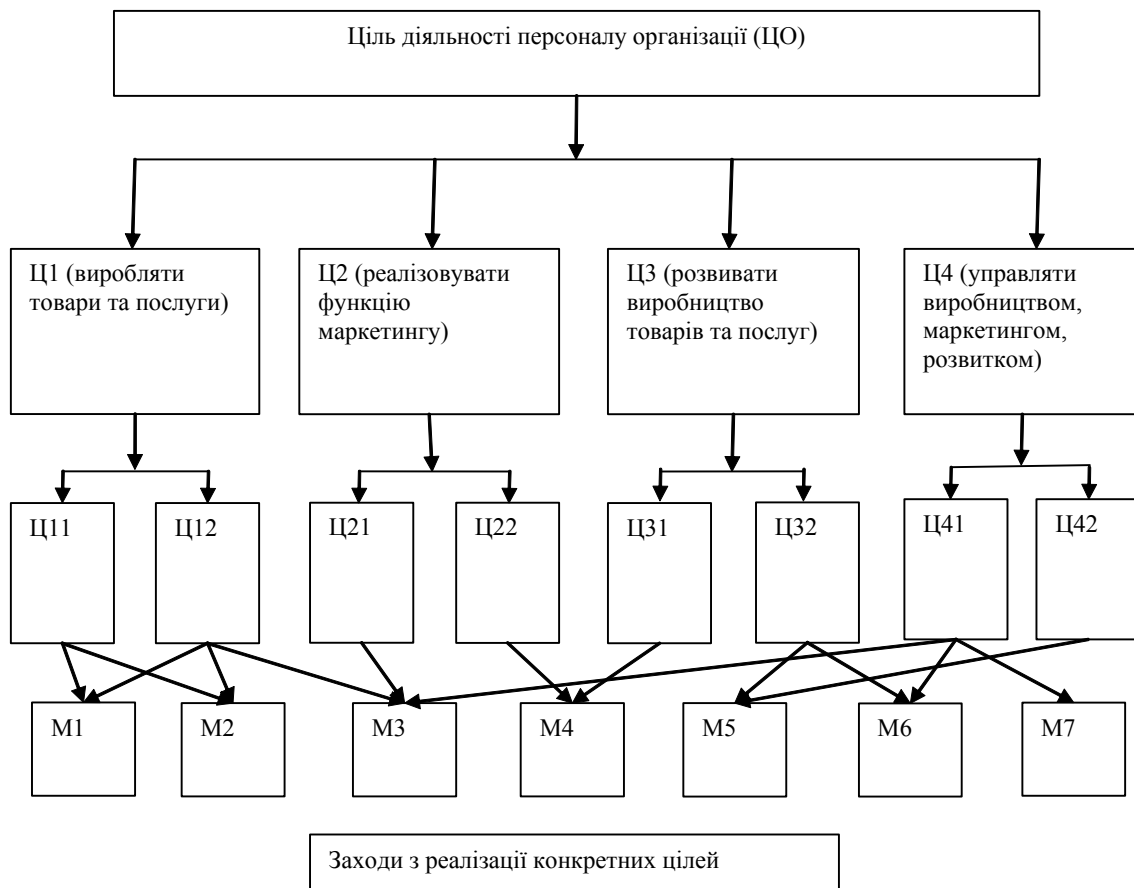 Ціль діяльності персоналу організації (ЦО)
Ц1 (виробляти
товари та послуги)
Ц2 (реалізовувати
функцію
маркетингу)
Ц3 (розвивати
виробництво
товарів та послуг)
Ц4 (управляти
виробництвом,
маркетингом,
розвитком)
Ц11
Ц12
Ц21
Ц22
Ц31
Ц32
Ц41
Ц42
М1
М2
М3
М4
М5
М6
М7
Заходи з реалізації конкретних цілей